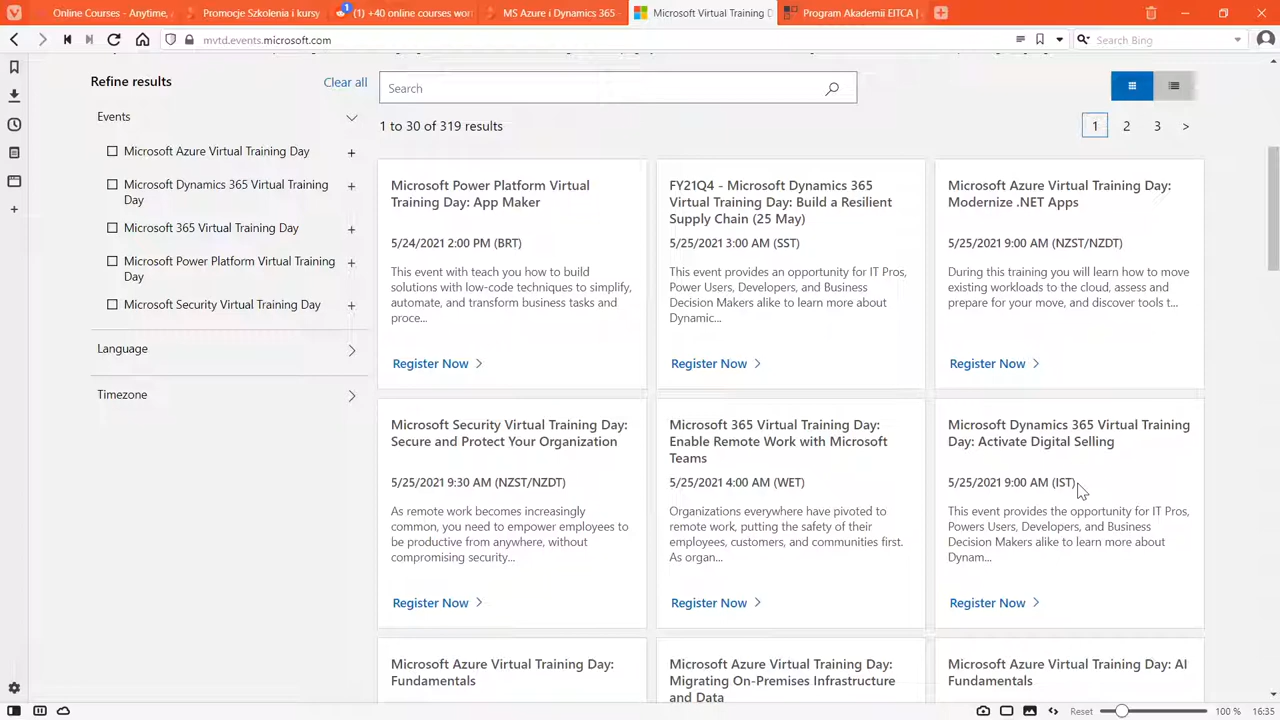 Online Courses - Anytime,
Promocje Szkolenia i kursy
1
(1) +40 online courses wor
MS Azure i Dynamics 365
Microsoft Virtual Training D
Program Akademii EITCA |
mvtd.events.microsoft.com
Search Bing
Refine results
Clear all
Search
1 to 30 of 319 results
1
2
3
>
Events
Microsoft Azure Virtual Training Day
+
Microsoft Dynamics 365 Virtual Training
Day
+
Microsoft 365 Virtual Training Day
+
Microsoft Power Platform Virtual Training
Day
+
Microsoft Security Virtual Training Day
+
Language
Timezone
Microsoft Power Platform Virtual
Training Day: App Maker
5/24/2021 2:00 PM (BRT)
This event with teach you how to build
solutions with low-code techniques to simplify,
automate, and transform business tasks and
proce...
Register Now
FY21Q4 - Microsoft Dynamics 365
Virtual Training Day: Build a Resilient
Supply Chain (25 May)
5/25/2021 3:00 AM (SST)
This event provides an opportunity for IT Pros,
Power Users, Developers, and Business
Decision Makers alike to learn more about
Dynamic...
Register Now
Microsoft Azure Virtual Training Day:
Modernize .NET Apps
5/25/2021 9:00 AM (NZST/NZDT)
During this training you will learn how to move
existing workloads to the cloud, assess and
prepare for your move, and discover tools t...
Register Now
Microsoft Security Virtual Training Day:
Secure and Protect Your Organization
5/25/2021 9:30 AM (NZST/NZDT)
As remote work becomes increasingly
common, you need to empower employees to
be productive from anywhere, without
compromising security...
Register Now
Microsoft 365 Virtual Training Day:
Enable Remote Work with Microsoft
Teams
5/25/2021 4:00 AM (WET)
Organizations everywhere have pivoted to
remote work, putting the safety of their
employees, customers, and communities first.
As organ...
Register Now
Microsoft Dynamics 365 Virtual Training
Day: Activate Digital Selling
5/25/2021 9:00 AM (IST)
This event provides the opportunity for IT Pros,
Powers Users, Developers, and Business
Decision Makers alike to learn more about
Dynam...
Register Now
Microsoft Azure Virtual Training Day:
Fundamentals
Microsoft Azure Virtual Training Day:
Migrating On-Premises Infrastructure
and Data
Microsoft Azure Virtual Training Day: AI
Fundamentals
Reset
100 %
16:35